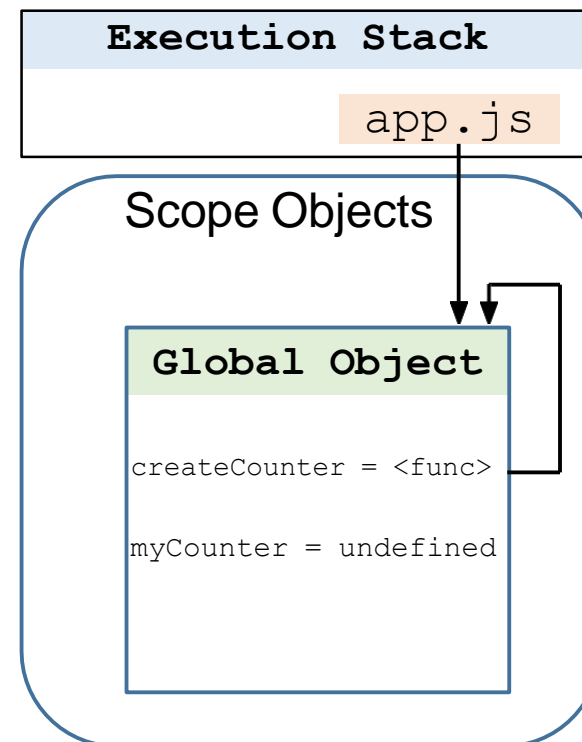 Execution Stack
app.js
Scope Objects
Global Object
createCounter = <func>
myCounter = undefined